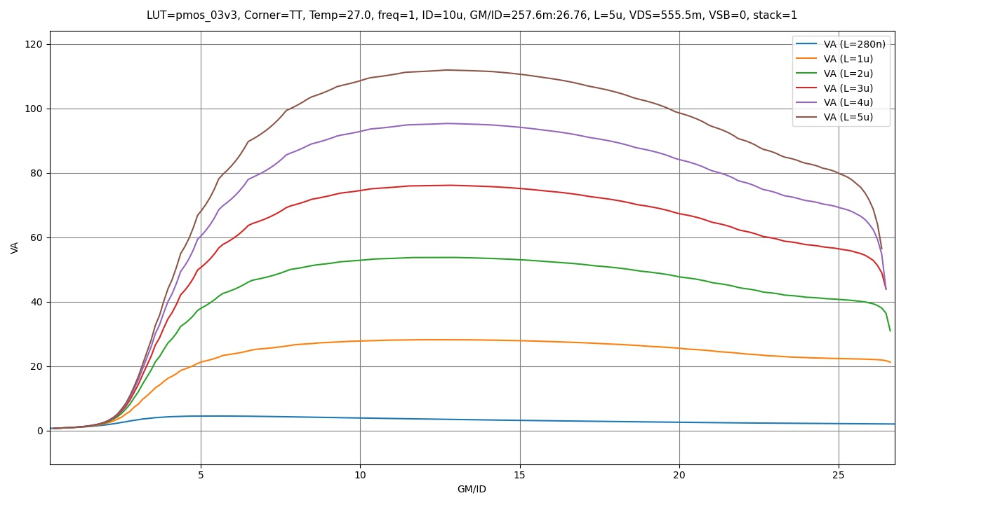 LUT=pmos_03v3, Corner=TT, Temp=27.0, freq=1, ID=10u, GM/ID=257.6m:26.76, L=5u, VDS=555.5m, VSB=0, stack=1
120
100
80
60
40
20
0
VA
VA (L=280n)
VA (L=1u)
VA (L=2u)
VA (L=3u)
VA (L=4u)
VA (L=5u)
5
10
15
20
25
GM/ID